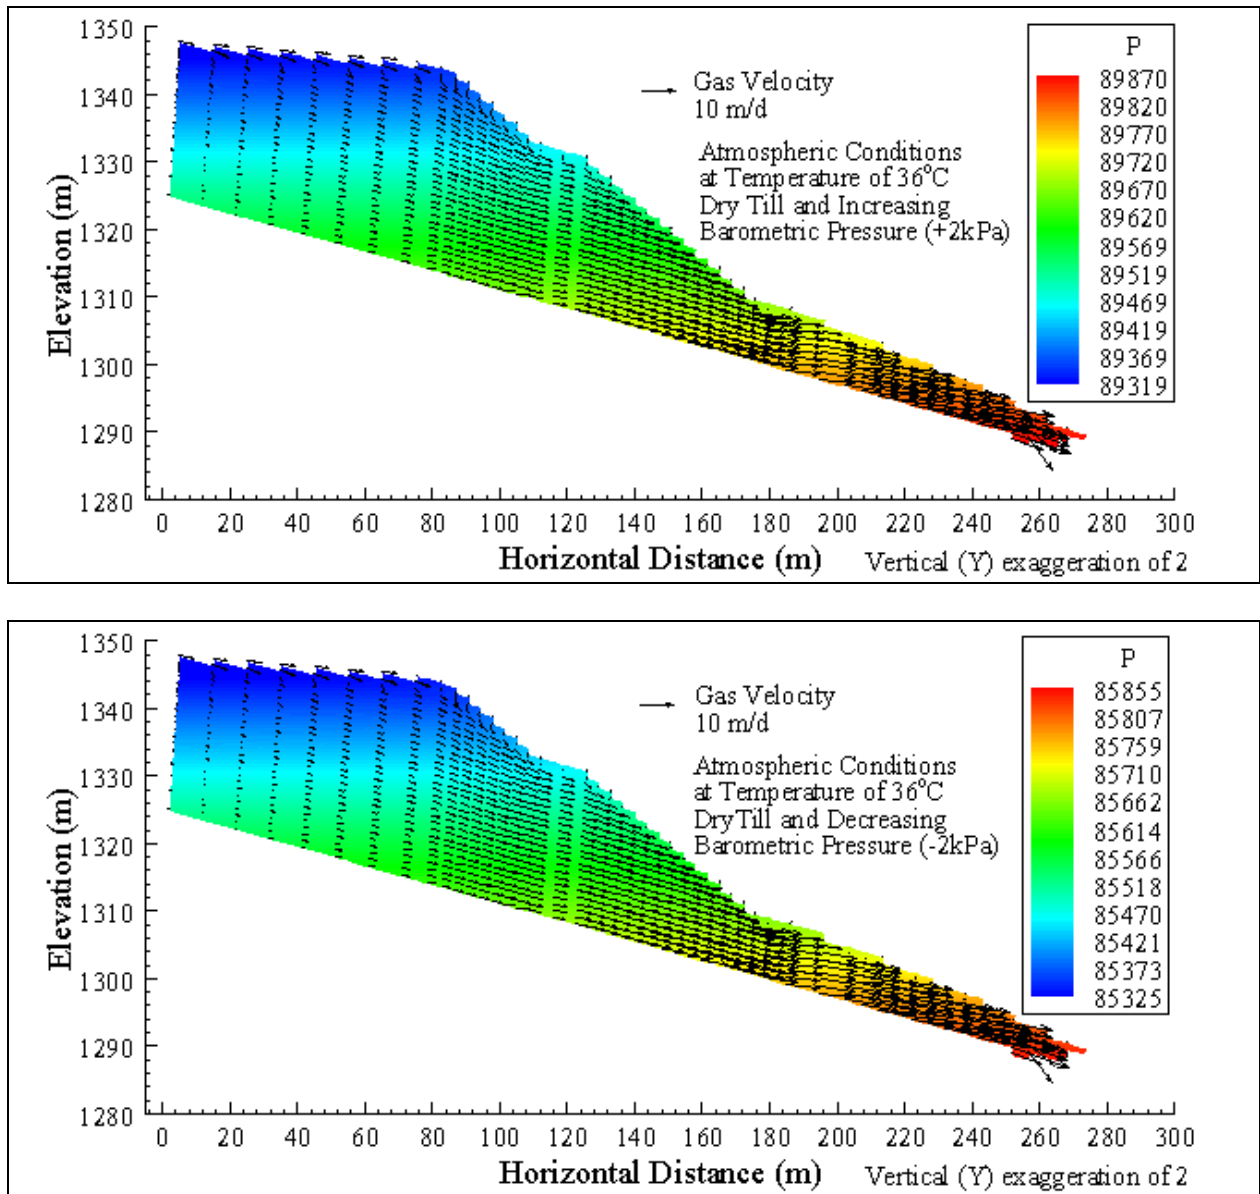 1350
1340
1330
1320
1310
1300
1290
1280
Elevation (m)
0 20 40 60 80 100 120 140 160 180 200 220 240 260 280 300
Horizontal Distance (m)
Vertical (Y) exaggeration of 2
Gas Velocity
10 m/d
Atmospheric Conditions
at Temperature of 36°C
Dry Till and Increasing
Barometric Pressure (+2kPa)
P
89870
89820
89770
89720
89670
89620
89569
89519
89469
89419
89369
89319
1350
1340
1330
1320
1310
1300
1290
1280
Elevation (m)
0 20 40 60 80 100 120 140 160 180 200 220 240 260 280 300
Horizontal Distance (m)
Vertical (Y) exaggeration of 2
Gas Velocity
10 m/d
Atmospheric Conditions
at Temperature of 36°C
Dry Till and Decreasing
Barometric Pressure (-2kPa)
P
85855
85807
85759
85710
85662
85614
85566
85518
85470
85421
85373
85325